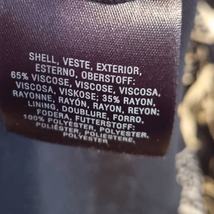 SHELL, VESTE, EXTERIOR,
ESTERNO, OBERSTOFF:
65% VISCOSE, VISCOSE, VISCOSA,
VISCOSA, VISKOSE; 35% RAYON,
RAYONNE, RAYÓN, RAYON, REYON;
LINING, DOUBLURE, FORRO,
FODERA, FUTTERSTOFF:
100% POLYESTER, POLYESTER,
POLIÉSTER, POLIESTERE,
POLYESTER